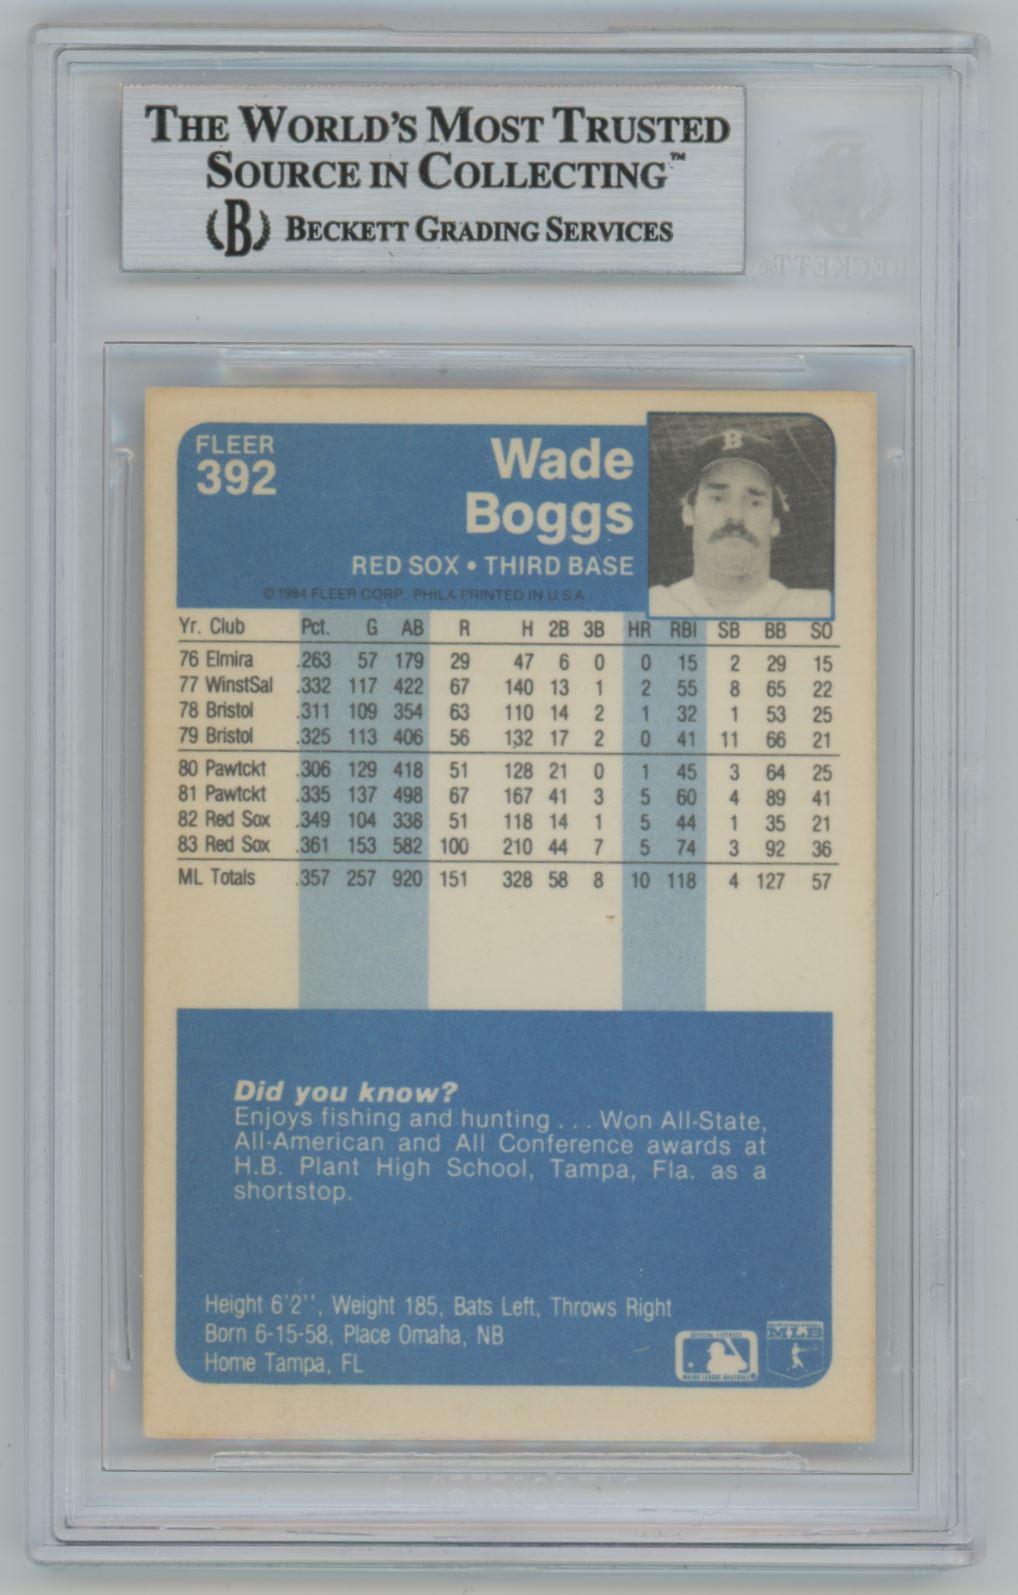 THE WORLD'S MOST TRUSTED
SOURCE IN COLLECTING™
B BECKETT GRADING SERVICES
BECKETT®
FLEER
392
Wade
Boggs
RED SOX • THIRD BASE
© 1984 FLEER CORP. PHILA PRINTED IN U.S.A.
Yr. Club Pct. G AB R H 2B 3B HR RBI SB BB SO
76 Elmira .263 57 179 29 47 6 0 0 15 2 29 15
77 WinstSal .332 117 422 67 140 13 1 2 55 8 65 22
78 Bristol .311 109 354 63 110 14 2 1 32 1 53 25
79 Bristol .325 113 406 56 132 17 2 0 41 11 66 21
80 Pawtckt .306 129 418 51 128 21 0 1 45 3 64 25
81 Pawtckt .335 137 498 67 167 41 3 5 60 4 89 41
82 Red Sox .349 104 338 51 118 14 1 5 44 1 35 21
83 Red Sox .361 153 582 100 210 44 7 5 74 3 92 36
ML Totals .357 257 920 151 328 58 8 10 118 4 127 57
Did you know?
Enjoys fishing and hunting . . . Won All-State,
All-American and All Conference awards at
H.B. Plant High School, Tampa, Fla. as a
shortstop.
Height 6'2'', Weight 185, Bats Left, Throws Right
Born 6-15-58, Place Omaha, NB
Home Tampa, FL
OFFICIAL LICENSEE
MAJOR LEAGUE BASEBALL
MLB